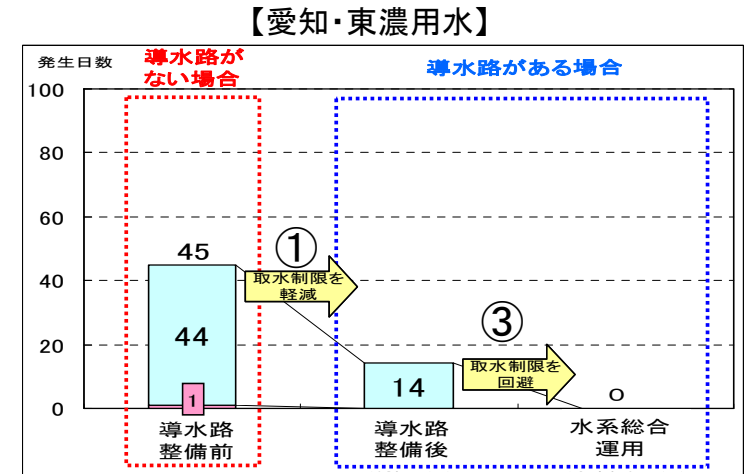 【愛知・東濃用水】
発生日数
導水路が
ない場合
導水路がある場合
100
80
60
40
20
0
45
44
1
①
取水制限を
軽減
14
③
取水制限を
回避
0
導水路
整備前
導水路
整備後
水系総合
運用